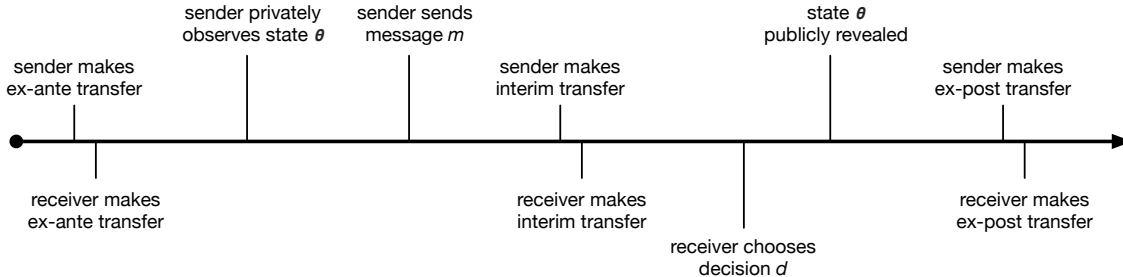 sender privately
observes state θ
sender sends
message m
state θ
publicly revealed
sender makes
ex-ante transfer
sender makes
interim transfer
sender makes
ex-post transfer
receiver makes
ex-ante transfer
receiver makes
interim transfer
receiver makes
ex-post transfer
receiver chooses
decision d